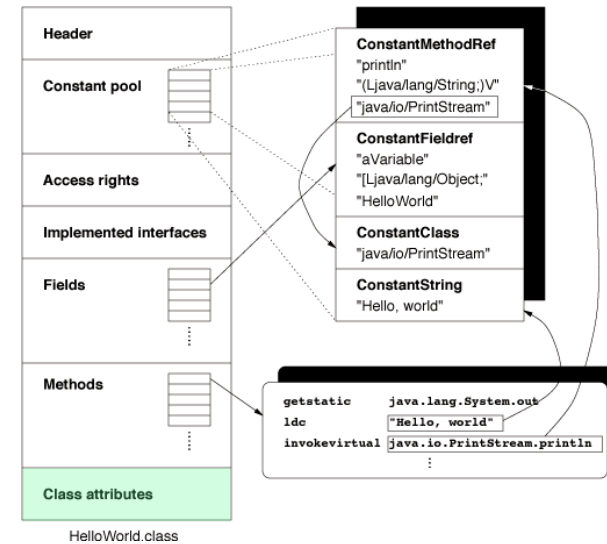 Header
Constant pool
Access rights
Implemented interfaces
Fields
Methods
Class attributes
HelloWorld.class
ConstantMethodRef
"println"
"(Ljava/lang/String;)V"
"java/io/PrintStream"
ConstantFieldref
"aVariable"
"[Ljava/lang/Object;"
"HelloWorld"
ConstantClass
"java/io/PrintStream"
ConstantString
"Hello, world"
getstatic java.lang.System.out
ldc "Hello, world"
invokevirtual java.io.PrintStream.println